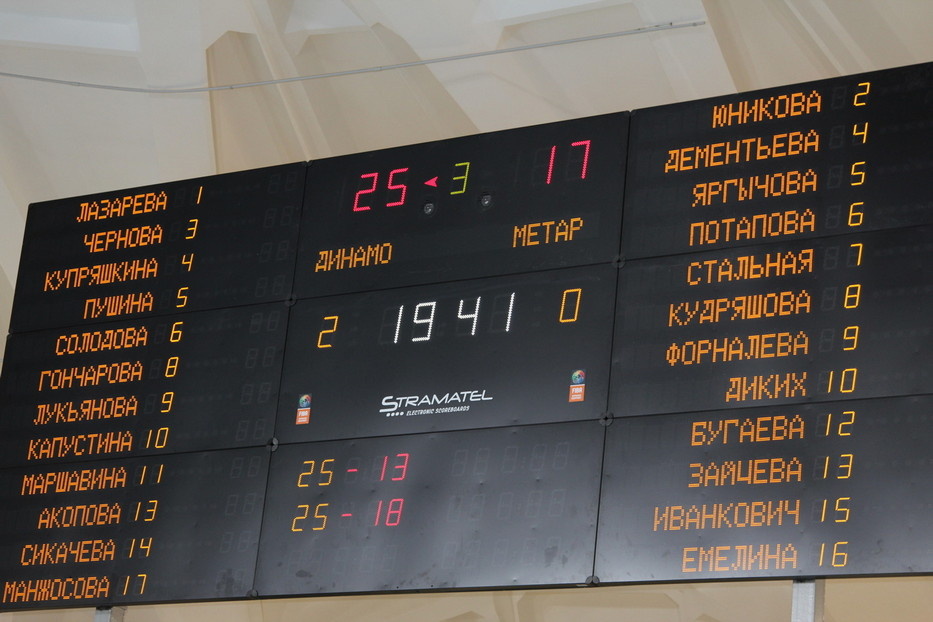 ЛАЗАРЕВА 1
ЧЕРНОВА 3
КУПРЯШКИНА 4
ПУШИНА 5
СОЛОДОВА 6
ГОНЧАРОВА 8
ЛУКЬЯНОВА 9
КАПУСТИНА 10
МАРШАВИНА 11
АКОПОВА 13
СИКАЧЕВА 14
МАНЖОСОВА 17
25 ◄ 3 17
ДИНАМО МЕТАР
2 19 41 0
STRAMATEL
ELECTRONIC SCOREBOARDS
25 - 13
25 - 18
ЮНИКОВА 2
ДЕМЕНТЬЕВА 4
ЯРГЫЧОВА 5
ПОТАПОВА 6
СТАЛЬНАЯ 7
КУДРЯШОВА 8
ФОРНАЛЕВА 9
ДИКИХ 10
БУГАЕВА 12
ЗАЙЧЕВА 13
ИВАНКОВИЧ 15
ЕМЕЛИНА 16